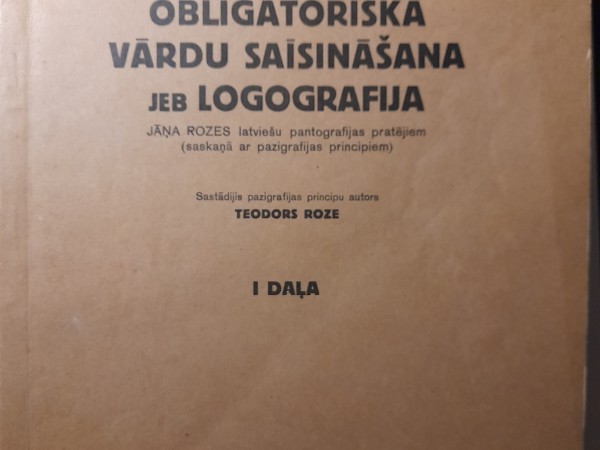 OBLIGATORISKA
VĀRDU SAĪSINĀŠANA
JEB LOGOGRAFIJA
JĀŅA ROZES latviešu pantografijas pratējiem
(saskaņā ar pazigrafijas principiem)
Sastādījis pazigrafijas principu autors
TEODORS ROZE
I DAĻA